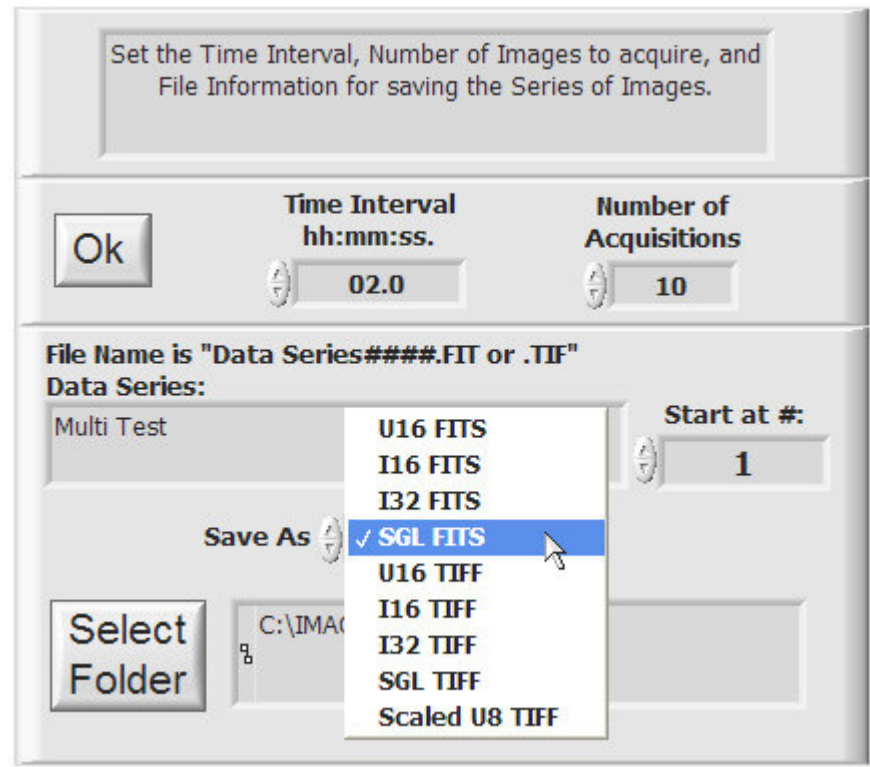 Set the Time Interval, Number of Images to acquire, and
File Information for saving the Series of Images.
Ok
Time Interval
hh:mm:ss.
02.0
Number of
Acquisitions
10
File Name is "Data Series####.FIT or .TIF"
Data Series:
Multi Test
Start at #:
1
Save As
U16 FITS
I16 FITS
I32 FITS
✓ SGL FITS
U16 TIFF
I16 TIFF
I32 TIFF
SGL TIFF
Scaled U8 TIFF
Select
Folder
C:\IMA